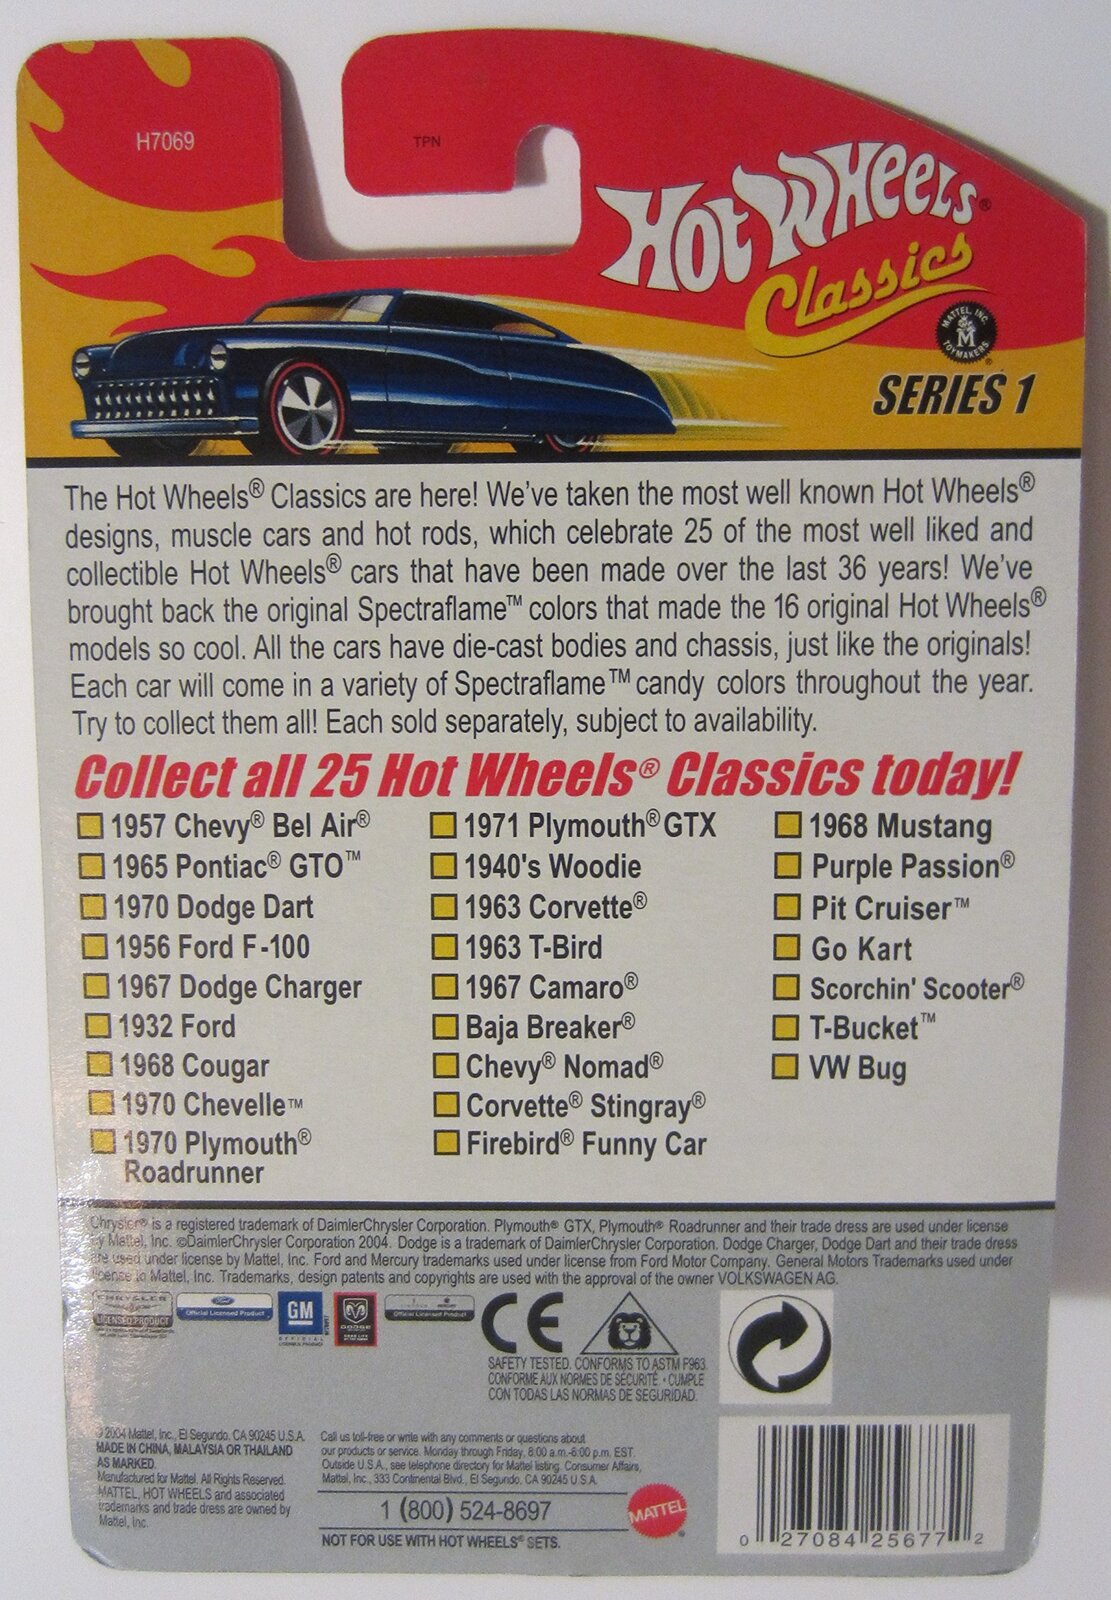 H7069
TPN
Hot Wheels®
Classics
MATTEL, INC.
M
TOYMAKERS
®
SERIES 1
The Hot Wheels® Classics are here! We've taken the most well known Hot Wheels®
designs, muscle cars and hot rods, which celebrate 25 of the most well liked and
collectible Hot Wheels® cars that have been made over the last 36 years! We've
brought back the original Spectraflame™ colors that made the 16 original Hot Wheels®
models so cool. All the cars have die-cast bodies and chassis, just like the originals!
Each car will come in a variety of Spectraflame™ candy colors throughout the year.
Try to collect them all! Each sold separately, subject to availability.
Collect all 25 Hot Wheels® Classics today!
1957 Chevy® Bel Air®
1965 Pontiac® GTO™
1970 Dodge Dart
1956 Ford F-100
1967 Dodge Charger
1932 Ford
1968 Cougar
1970 Chevelle™
1970 Plymouth®
Roadrunner
1971 Plymouth® GTX
1940's Woodie
1963 Corvette®
1963 T-Bird
1967 Camaro®
Baja Breaker®
Chevy® Nomad®
Corvette® Stingray®
Firebird® Funny Car
1968 Mustang
Purple Passion®
Pit Cruiser™
Go Kart
Scorchin' Scooter®
T-Bucket™
VW Bug
Chrysler® is a registered trademark of DaimlerChrysler Corporation. Plymouth® GTX, Plymouth® Roadrunner and their trade dress are used under license
by Mattel, Inc. ©DaimlerChrysler Corporation 2004. Dodge is a trademark of DaimlerChrysler Corporation. Dodge Charger, Dodge Dart and their trade dress
are used under license by Mattel, Inc. Ford and Mercury trademarks used under license from Ford Motor Company. General Motors Trademarks used under
license to Mattel, Inc. Trademarks, design patents and copyrights are used with the approval of the owner VOLKSWAGEN AG.
CHRYSLER
LICENSED PRODUCT
Ford
Official Licensed Product
GM
OFFICIAL
LICENSED PRODUCT
DODGE
Official Licensed Product
CE
SAFETY TESTED. CONFORMS TO ASTM F963.
CONFORME AUX NORMES DE SÉCURITÉ. • CUMPLE
CON TODAS LAS NORMAS DE SEGURIDAD.
©2004 Mattel, Inc., El Segundo, CA 90245 U.S.A.
MADE IN CHINA, MALAYSIA OR THAILAND
AS MARKED.
Manufactured for Mattel. All Rights Reserved.
MATTEL, HOT WHEELS and associated
trademarks and trade dress are owned by
Mattel, Inc.
Call us toll-free or write with any comments or questions about
our products or service. Monday through Friday, 8:00 a.m.-6:00 p.m. EST.
Outside U.S.A., see telephone directory for Mattel listing. Consumer Affairs,
Mattel, Inc., 333 Continental Blvd., El Segundo, CA 90245 U.S.A.
1 (800) 524-8697
NOT FOR USE WITH HOT WHEELS® SETS.
MATTEL®
0 27084 25677 2